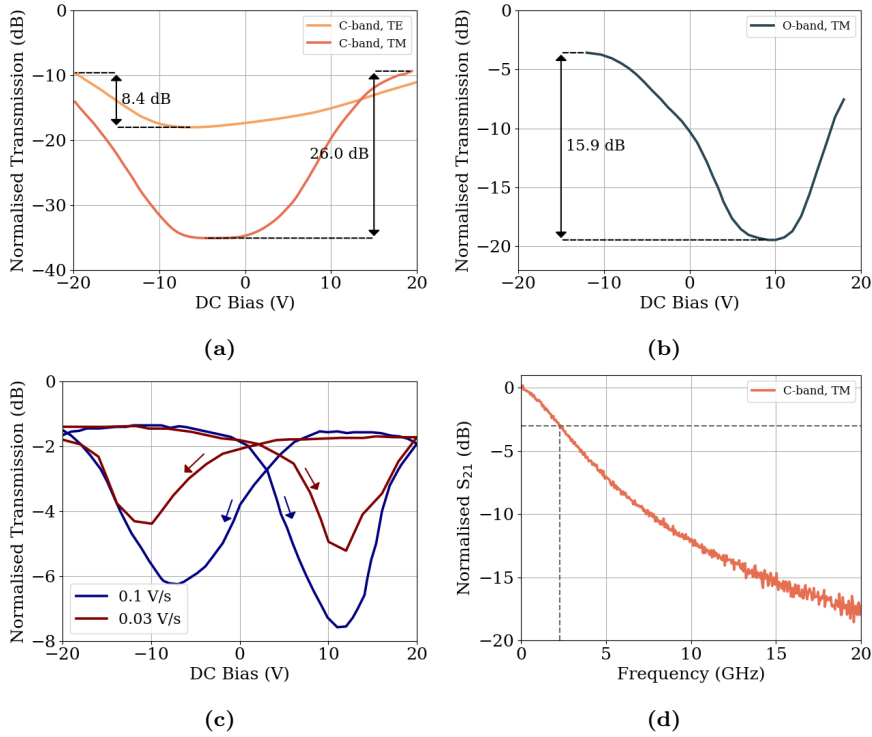 0
−10
−20
−30
−40
Normalised Transmission (dB)
C-band, TE
C-band, TM
8.4 dB
26.0 dB
−20
−10
0
10
20
DC Bias (V)
(a)
0
−5
−10
−15
−20
Normalised Transmission (dB)
O-band, TM
15.9 dB
−20
−10
0
10
20
DC Bias (V)
(b)
0
−2
−4
−6
−8
Normalised Transmission (dB)
0.1 V/s
0.03 V/s
−20
−10
0
10
20
DC Bias (V)
(c)
0
−5
−10
−15
−20
Normalised S21 (dB)
C-band, TM
0
5
10
15
20
Frequency (GHz)
(d)